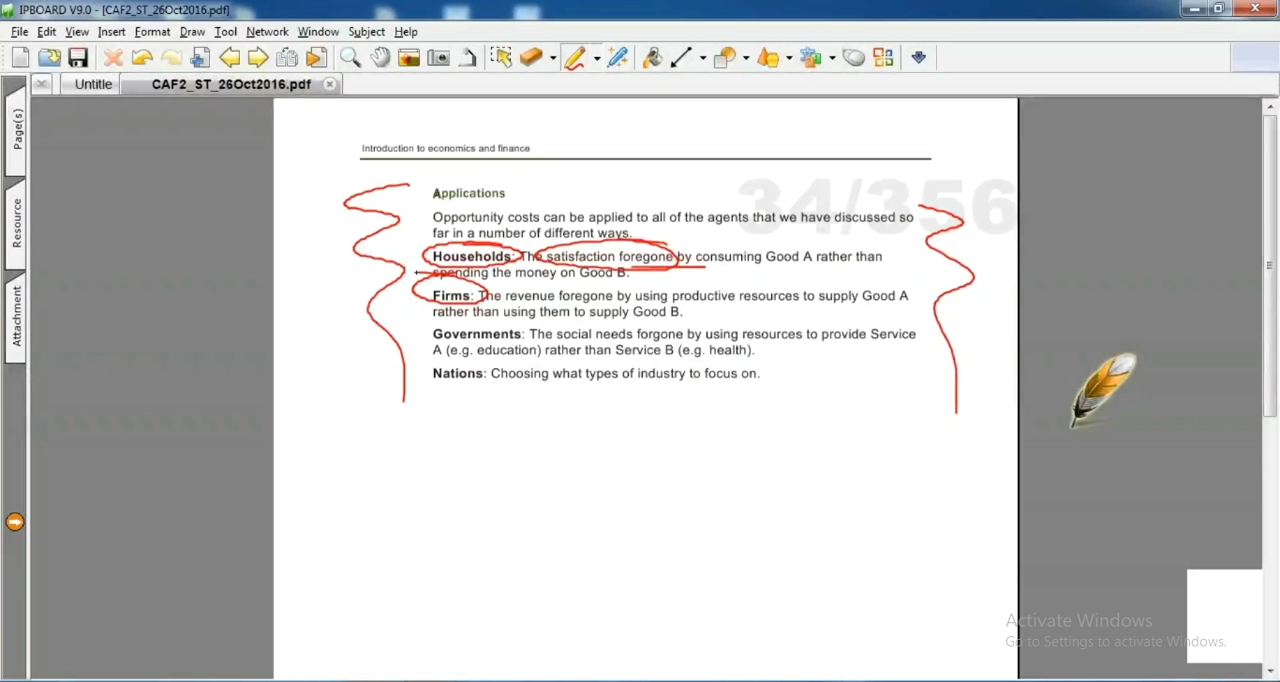 IPBOARD V9.0 - [CAF2_ST_26Oct2016.pdf]
File Edit View Insert Format Draw Tool Network Window Subject Help
Untitle CAF2_ST_26Oct2016.pdf
Page(s)
Resource
Attachment
Introduction to economics and finance
34/356
Applications
Opportunity costs can be applied to all of the agents that we have discussed so
far in a number of different ways.
Households: The satisfaction foregone by consuming Good A rather than
spending the money on Good B.
Firms: The revenue foregone by using productive resources to supply Good A
rather than using them to supply Good B.
Governments: The social needs forgone by using resources to provide Service
A (e.g. education) rather than Service B (e.g. health).
Nations: Choosing what types of industry to focus on.
Activate Windows
Go to Settings to activate Windows.